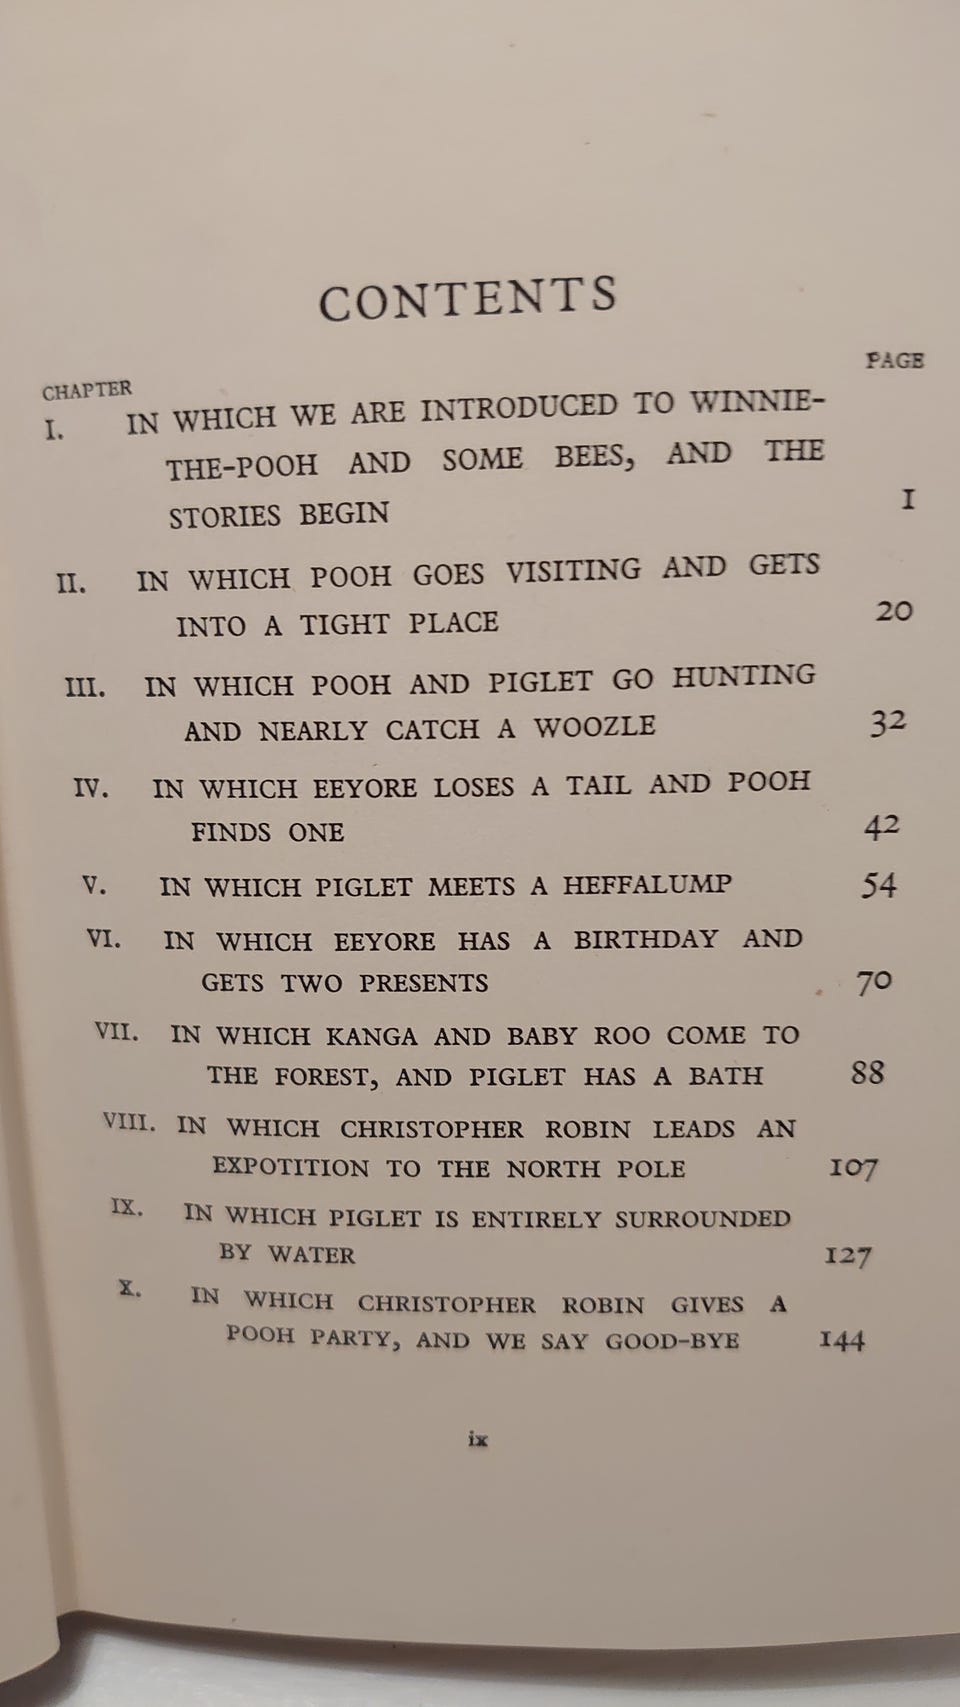 CONTENTS
CHAPTER PAGE
I. IN WHICH WE ARE INTRODUCED TO WINNIE-
THE-POOH AND SOME BEES, AND THE
STORIES BEGIN 1
II. IN WHICH POOH GOES VISITING AND GETS
INTO A TIGHT PLACE 20
III. IN WHICH POOH AND PIGLET GO HUNTING
AND NEARLY CATCH A WOOZLE 32
IV. IN WHICH EEYORE LOSES A TAIL AND POOH
FINDS ONE 42
V. IN WHICH PIGLET MEETS A HEFFALUMP 54
VI. IN WHICH EEYORE HAS A BIRTHDAY AND
GETS TWO PRESENTS 70
VII. IN WHICH KANGA AND BABY ROO COME TO
THE FOREST, AND PIGLET HAS A BATH 88
VIII. IN WHICH CHRISTOPHER ROBIN LEADS AN
EXPOTITION TO THE NORTH POLE 107
IX. IN WHICH PIGLET IS ENTIRELY SURROUNDED
BY WATER 127
X. IN WHICH CHRISTOPHER ROBIN GIVES A
POOH PARTY, AND WE SAY GOOD-BYE 144
ix